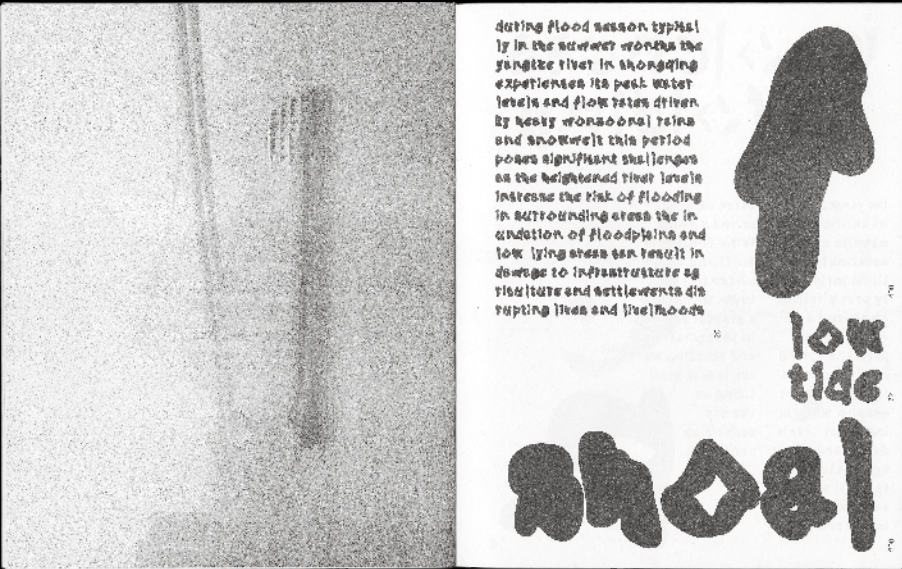 during flood season typical
ly in the summer months the
yangtze river in chongqing
experiences its peak water
levels and flow rates driven
by heavy monsoonal rains
and snowmelt this period
poses significant challenges
as the heightened river levels
increase the risk of flooding
in surrounding areas the in
undation of floodplains and
low lying areas can result in
damage to infrastructure ag
riculture and settlements dis
rupting lives and livelihoods
low
tide
shoal